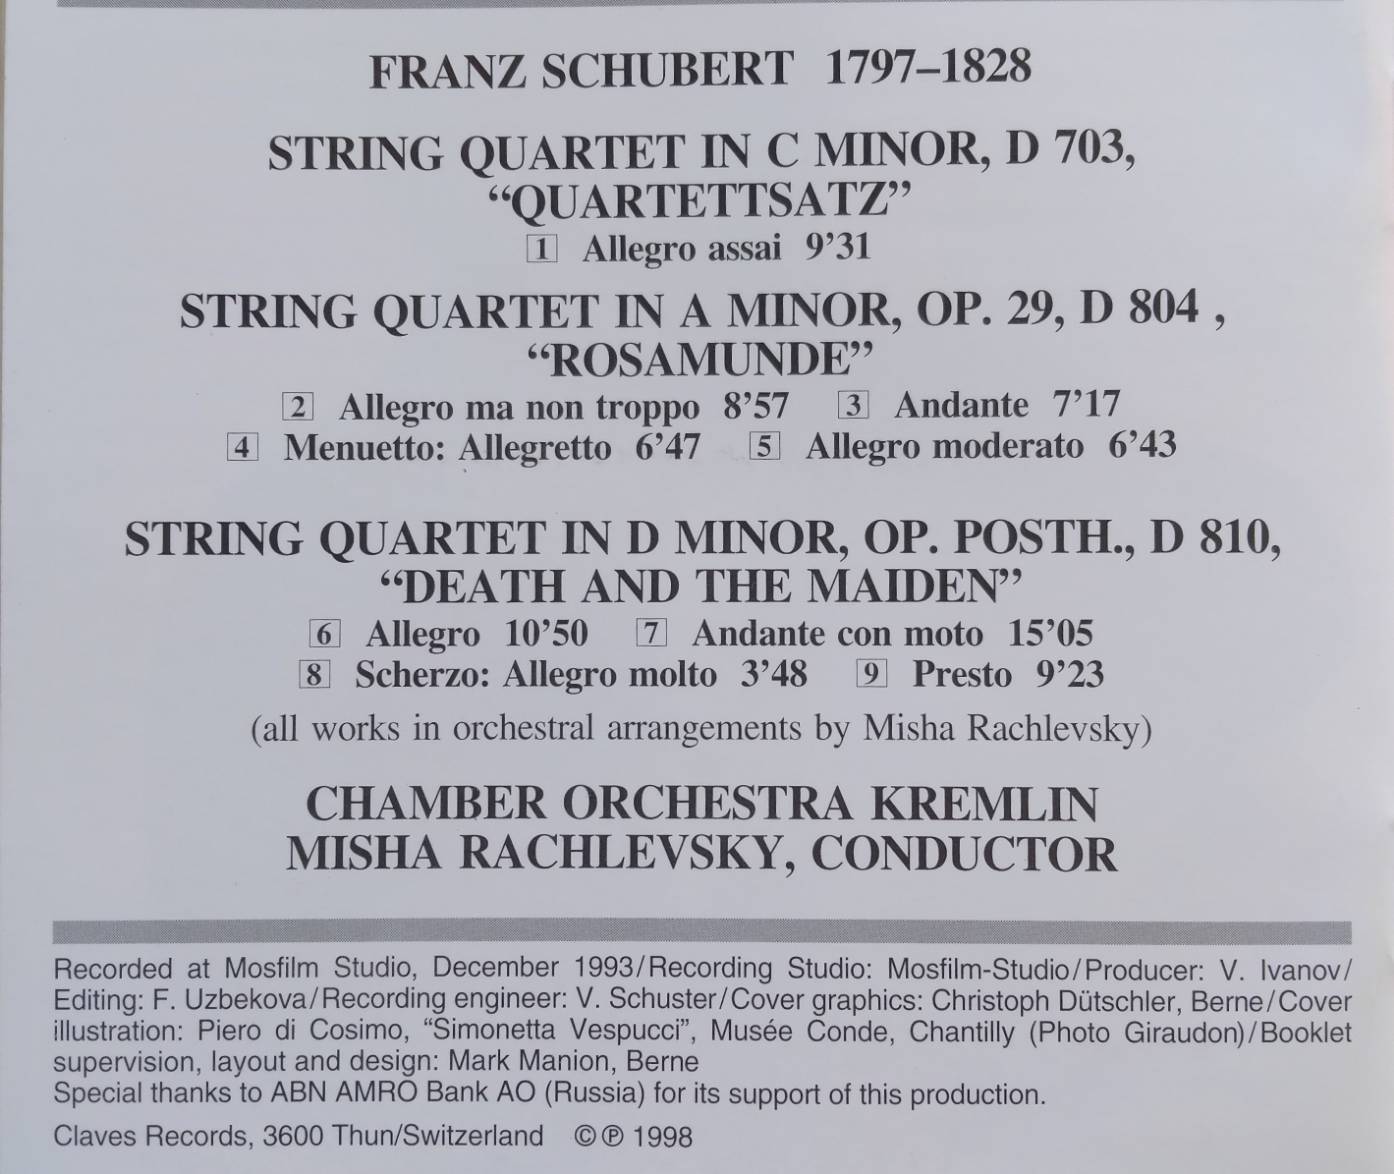 FRANZ SCHUBERT 1797–1828
STRING QUARTET IN C MINOR, D 703,
“QUARTETTSATZ”
1 Allegro assai 9’31
STRING QUARTET IN A MINOR, OP. 29, D 804 ,
“ROSAMUNDE”
2 Allegro ma non troppo 8’57 3 Andante 7’17
4 Menuetto: Allegretto 6’47 5 Allegro moderato 6’43
STRING QUARTET IN D MINOR, OP. POSTH., D 810,
“DEATH AND THE MAIDEN”
6 Allegro 10’50 7 Andante con moto 15’05
8 Scherzo: Allegro molto 3’48 9 Presto 9’23
(all works in orchestral arrangements by Misha Rachlevsky)
CHAMBER ORCHESTRA KREMLIN
MISHA RACHLEVSKY, CONDUCTOR
Recorded at Mosfilm Studio, December 1993/Recording Studio: Mosfilm-Studio/Producer: V. Ivanov/
Editing: F. Uzbekova/Recording engineer: V. Schuster/Cover graphics: Christoph Dütschler, Berne/Cover
illustration: Piero di Cosimo, “Simonetta Vespucci”, Musée Conde, Chantilly (Photo Giraudon)/Booklet
supervision, layout and design: Mark Manion, Berne
Special thanks to ABN AMRO Bank AO (Russia) for its support of this production.
Claves Records, 3600 Thun/Switzerland ©℗ 1998